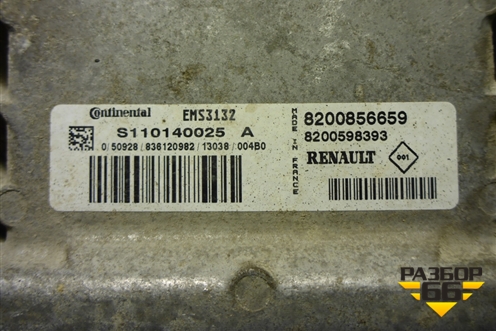 Continental EMS3132
S110140025 A
0/50928/836120982/13038/004B0
MADE IN FRANCE
8200856659
8200598393
RENAULT 001
РАЗБОР
66